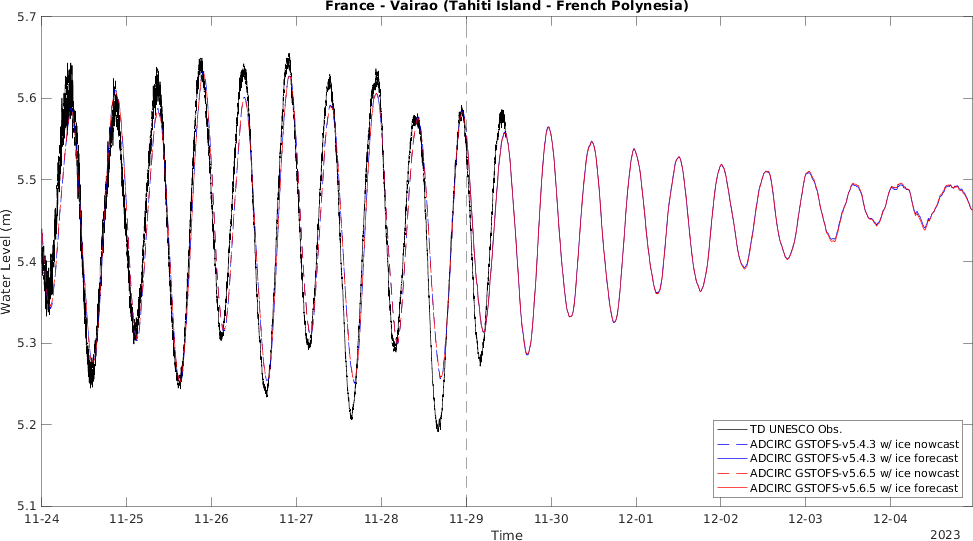 France - Vairao (Tahiti Island - French Polynesia)
5.7
5.6
5.5
5.4
5.3
5.2
5.1
Water Level (m)
TD UNESCO Obs.
ADCIRC GSTOFS-v5.4.3 w/ ice nowcast
ADCIRC GSTOFS-v5.4.3 w/ ice forecast
ADCIRC GSTOFS-v5.6.5 w/ ice nowcast
ADCIRC GSTOFS-v5.6.5 w/ ice forecast
11-24 11-25 11-26 11-27 11-28 11-29 11-30 12-01 12-02 12-03 12-04
Time
2023